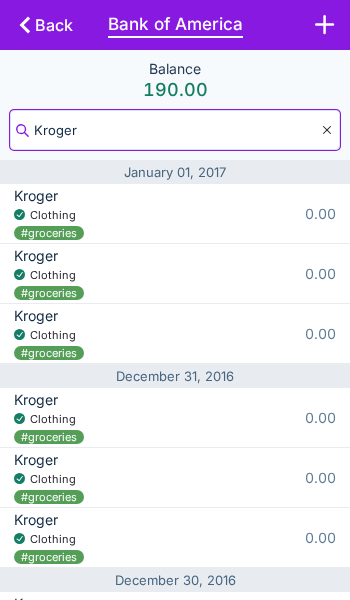 Back
Bank of America
Balance
190.00
Kroger
January 01, 2017
Kroger
Clothing
0.00
#groceries
Kroger
Clothing
0.00
#groceries
Kroger
Clothing
0.00
#groceries
December 31, 2016
Kroger
Clothing
0.00
#groceries
Kroger
Clothing
0.00
#groceries
Kroger
Clothing
0.00
#groceries
December 30, 2016